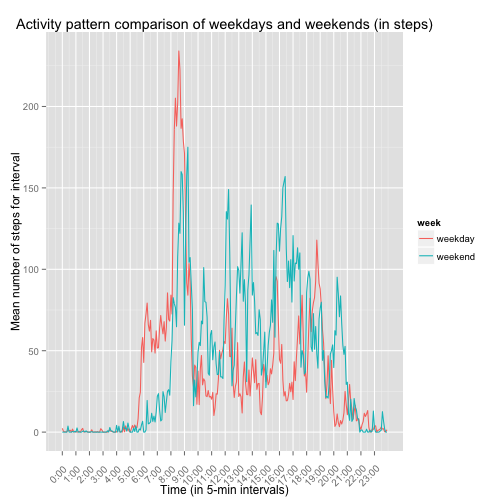 Activity pattern comparison of weekdays and weekends (in steps)
Mean number of steps for interval
200
150
100
50
0
0:00 1:00 2:00 3:00 4:00 5:00 6:00 7:00 8:00 9:00 10:00 11:00 12:00 13:00 14:00 15:00 16:00 17:00 18:00 19:00 20:00 21:00 22:00 23:00
Time (in 5-min intervals)
week
weekday
weekend